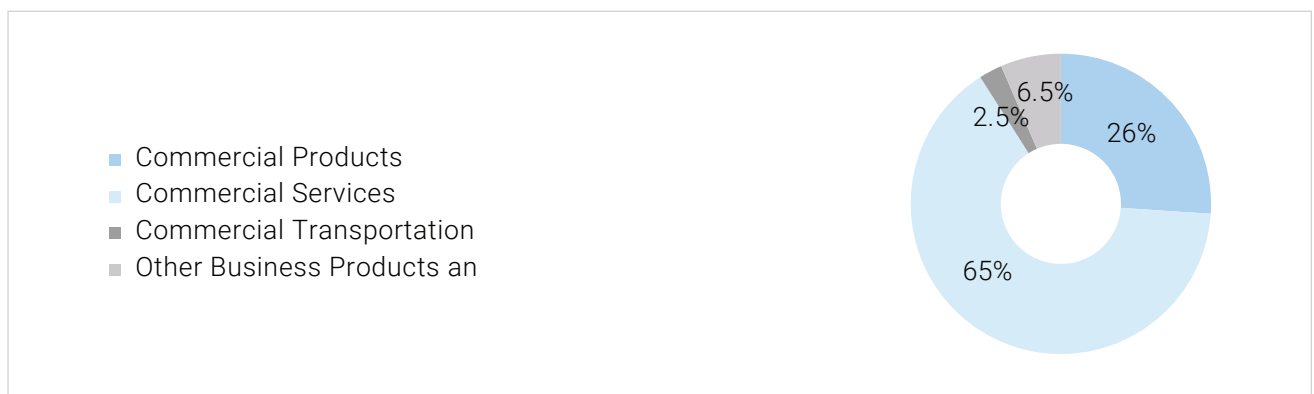 Commercial Products
Commercial Services
Commercial Transportation
Other Business Products an
6.5%
2.5%
26%
65%